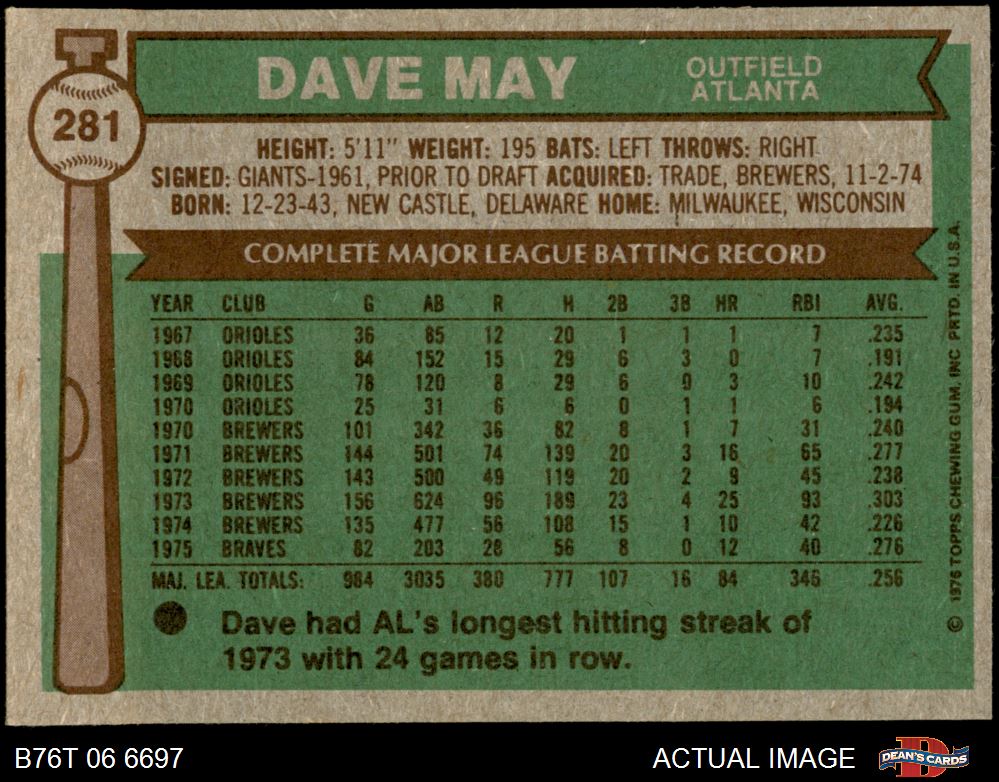 DAVE MAY
OUTFIELD
ATLANTA
281
HEIGHT: 5'11" WEIGHT: 195 BATS: LEFT THROWS: RIGHT
SIGNED: GIANTS-1961, PRIOR TO DRAFT ACQUIRED: TRADE, BREWERS, 11-2-74
BORN: 12-23-43, NEW CASTLE, DELAWARE HOME: MILWAUKEE, WISCONSIN
COMPLETE MAJOR LEAGUE BATTING RECORD
YEAR CLUB G AB R H 2B 3B HR RBI AVG.
1967 ORIOLES 36 85 12 20 1 1 1 7 .235
1968 ORIOLES 84 152 15 29 6 3 0 7 .191
1969 ORIOLES 78 120 8 29 6 0 3 10 .242
1970 ORIOLES 25 31 6 6 0 1 1 6 .194
1970 BREWERS 101 342 36 82 8 1 7 31 .240
1971 BREWERS 144 501 74 139 20 3 16 65 .277
1972 BREWERS 143 500 49 119 20 2 9 45 .238
1973 BREWERS 156 624 96 189 23 4 25 93 .303
1974 BREWERS 135 477 56 108 15 1 10 42 .226
1975 BRAVES 82 203 28 56 8 0 12 40 .276
MAJ. LEA. TOTALS: 984 3035 380 777 107 16 84 346 .256
Dave had AL's longest hitting streak of
1973 with 24 games in row.
© 1976 TOPPS CHEWING GUM, INC PRTD. IN U.S.A.
B76T 06 6697
ACTUAL IMAGE
DEAN'S CARDS